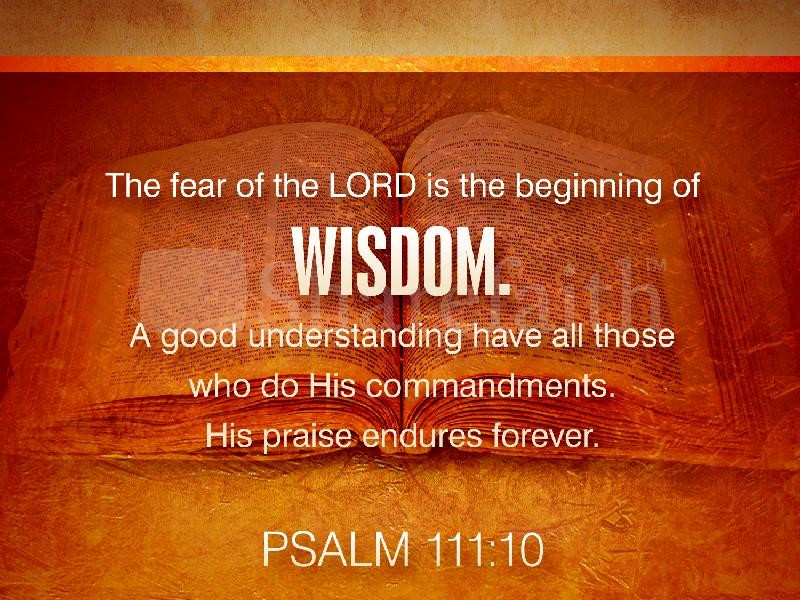 The fear of the LORD is the beginning of
WISDOM.
A good understanding have all those
who do His commandments.
His praise endures forever.
PSALM 111:10